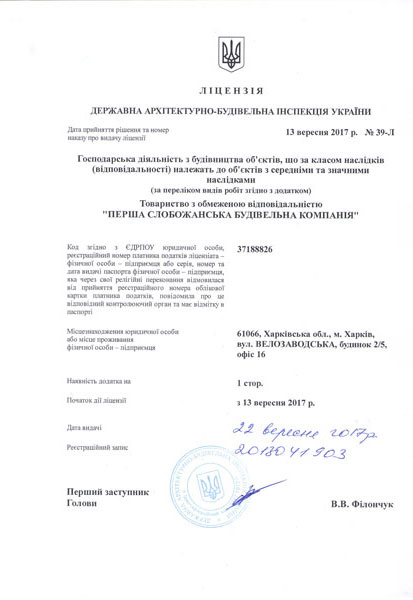 ЛІЦЕНЗІЯ
ДЕРЖАВНА АРХІТЕКТУРНО-БУДІВЕЛЬНА ІНСПЕКЦІЯ УКРАЇНИ
Дата прийняття рішення та номер
наказу про видачу ліцензії
13 вересня 2017 р. № 39-Л
Господарська діяльність з будівництва об'єктів, що за класом наслідків
(відповідальності) належать до об'єктів з середніми та значними
наслідками
(за переліком видів робіт згідно з додатком)
Товариство з обмеженою відповідальністю
"ПЕРША СЛОБОЖАНСЬКА БУДІВЕЛЬНА КОМПАНІЯ"
Код згідно з ЄДРПОУ юридичної особи,
реєстраційний номер платника податків ліцензіата –
фізичної особи – підприємця або серія, номер та
дата видачі паспорта фізичної особи – підприємця,
яка через свої релігійні переконання відмовилася
від прийняття реєстраційного номера облікової
картки платника податків, повідомила про це
відповідний контролюючий орган та має відмітку в
паспорті
37188826
Місцезнаходження юридичної особи
або місце проживання
фізичної особи – підприємця
61066, Харківська обл., м. Харків,
вул. ВЕЛОЗАВОДСЬКА, будинок 2/5,
офіс 16
Наявність додатка на
1 стор.
Початок дії ліцензії
з 13 вересня 2017 р.
Дата видачі
22 вересня 2017р
Реєстраційний запис
2013041903
Перший заступник
Голови
В.В. Філончук